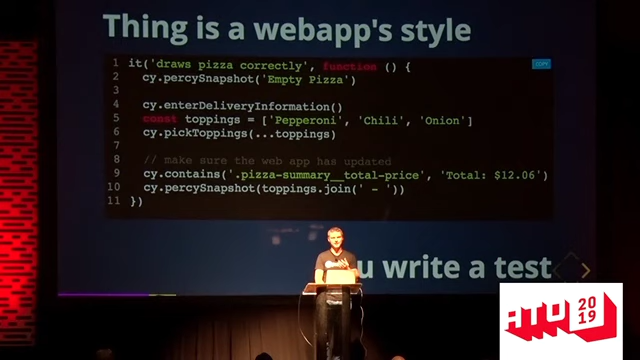 Thing is a webapp's style
1 it('draws pizza correctly', function () {
COPY
2 cy.percySnapshot('Empty Pizza')
3
4 cy.enterDeliveryInformation()
5 const toppings = ['Pepperoni', 'Chili', 'Onion']
6 cy.pickToppings(...toppings)
7
8 // make sure the web app has updated
9 cy.contains('.pizza-summary__total-price', 'Total: $12.06')
10 cy.percySnapshot(toppings.join(' - '))
11 })
u write a test
ATO 2019